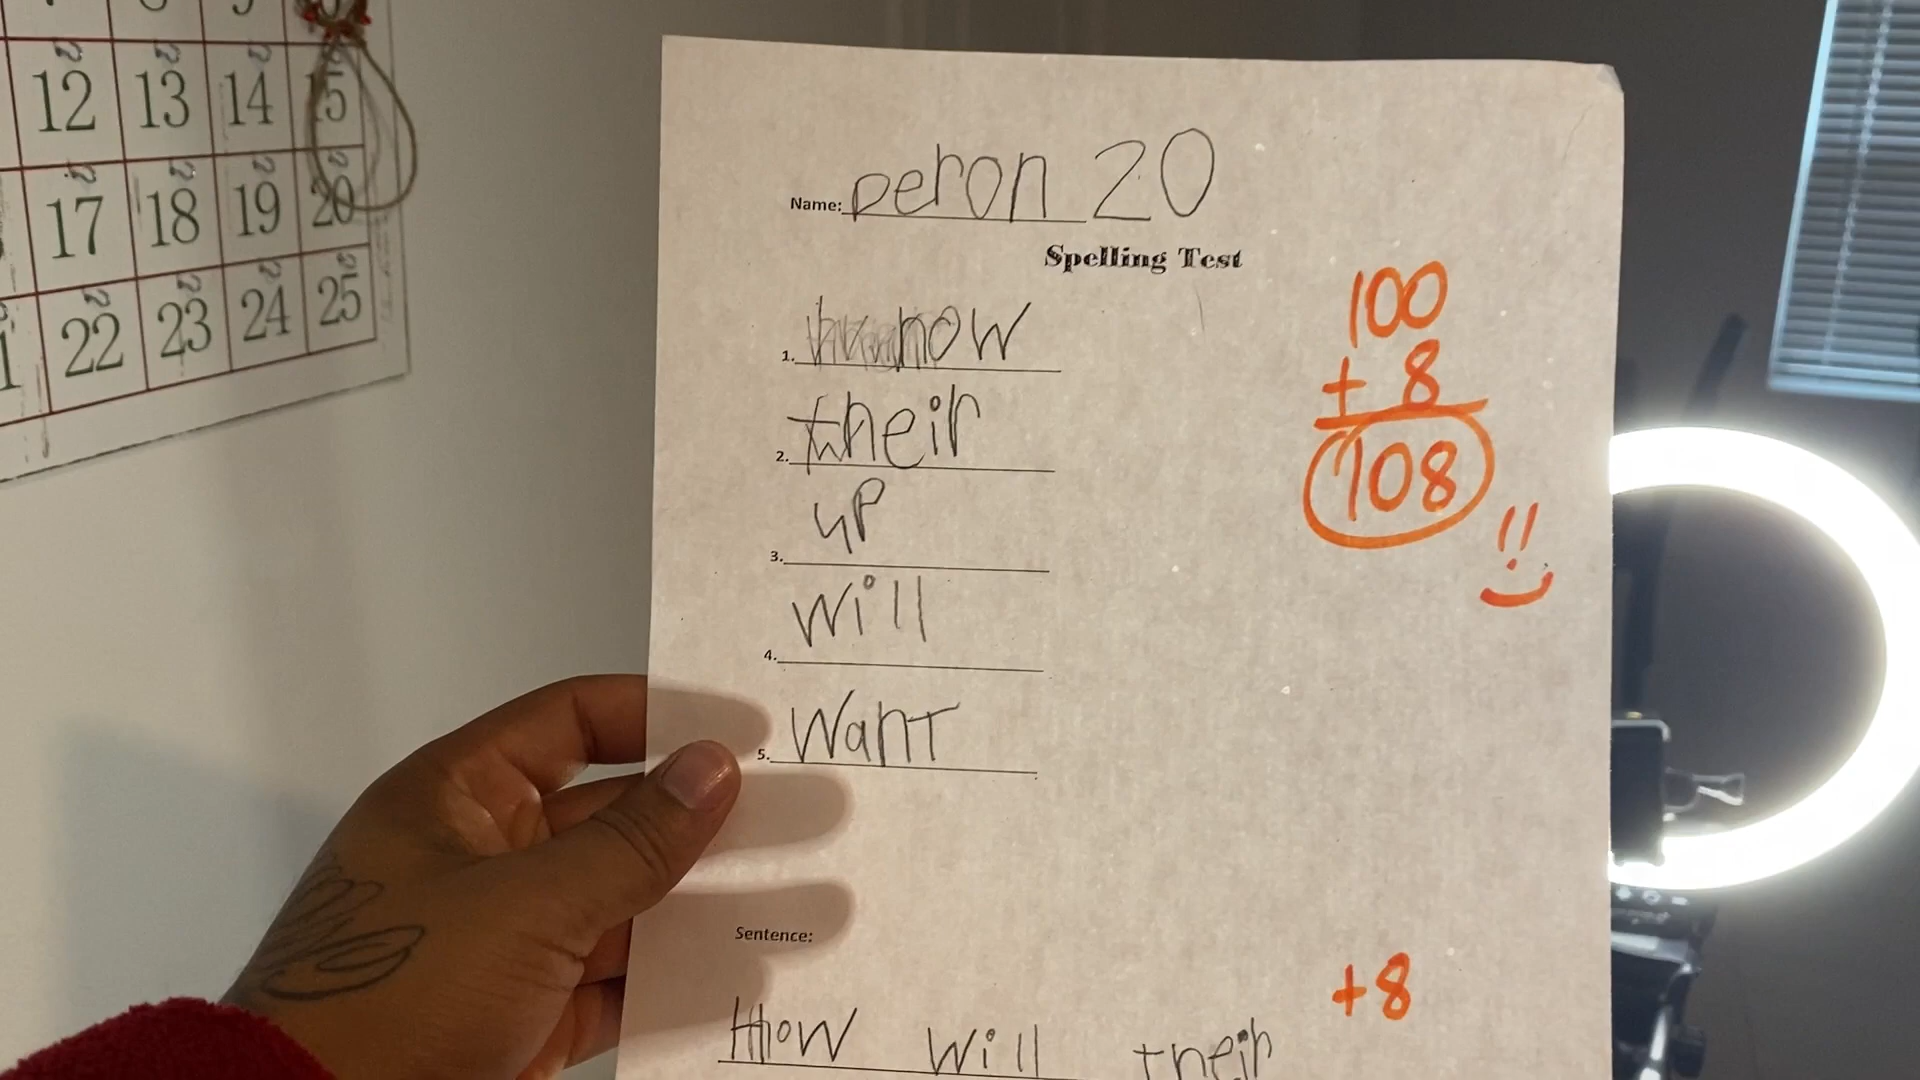 12 13 14 15
17 18 19 20
22 23 24 25
Name: Deron 20
Spelling Test
1. how
2. their
3. up
4. will
5. want
100
+ 8
108
!!
Sentence:
+8
How will their